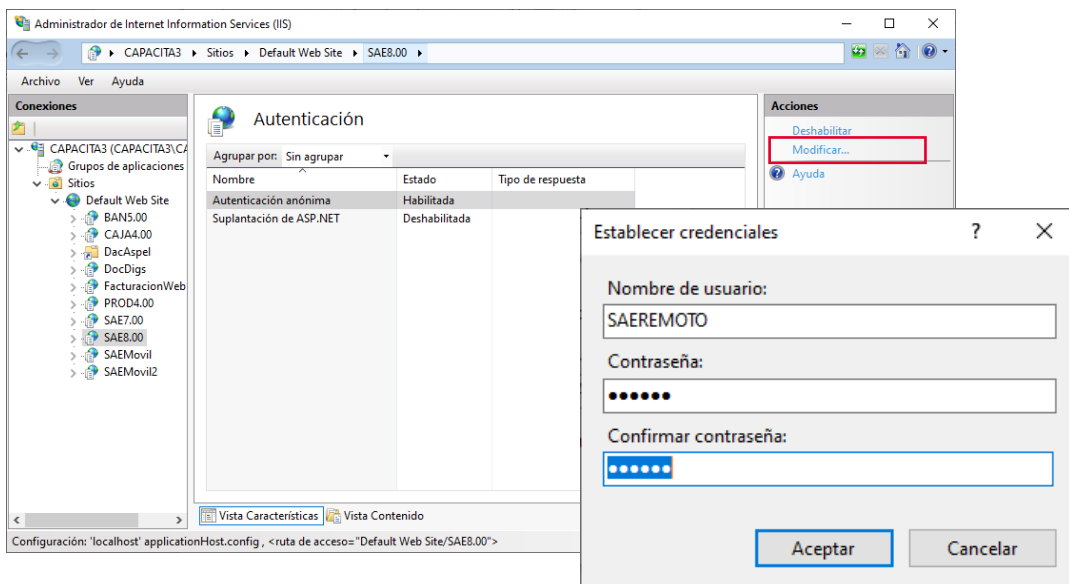 Administrador de Internet Information Services (IIS)
CAPACITA3 Sitios Default Web Site SAE8.00
Archivo Ver Ayuda
Conexiones
CAPACITA3 (CAPACITA3\CA
Grupos de aplicaciones
Sitios
Default Web Site
BAN5.00
CAJA4.00
DacAspel
DocDigs
FacturacionWeb
PROD4.00
SAE7.00
SAE8.00
SAEMovil
SAEMovil2
Autenticación
Agrupar por: Sin agrupar
Nombre Estado Tipo de respuesta
Autenticación anónima Habilitada
Suplantación de ASP.NET Deshabilitada
Vista Características Vista Contenido
Acciones
Deshabilitar
Modificar...
Ayuda
Establecer credenciales ?
Nombre de usuario:
SAEREMOTO
Contraseña:
●●●●●●
Confirmar contraseña:
●●●●●●
Aceptar Cancelar
Configuración: 'localhost' applicationHost.config , <ruta de acceso="Default Web Site/SAE8.00">